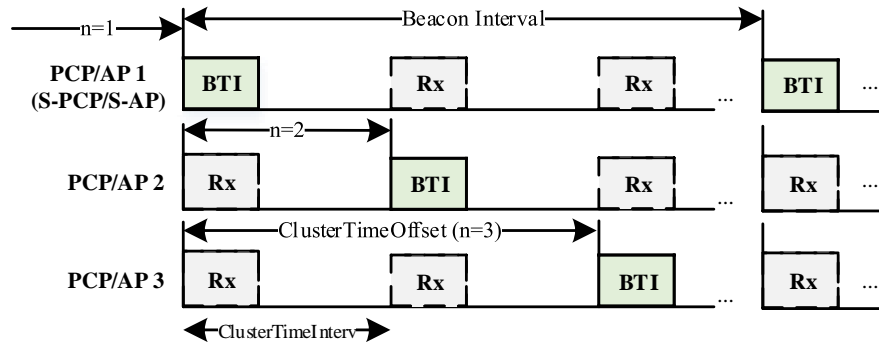 Beacon Interval
n=1
PCP/AP 1
(S-PCP/S-AP)
BTI
Rx
Rx
...
BTI
...
n=2
PCP/AP 2
Rx
BTI
Rx
...
Rx
...
ClusterTimeOffset (n=3)
PCP/AP 3
Rx
Rx
BTI
...
Rx
...
ClusterTimeInterv